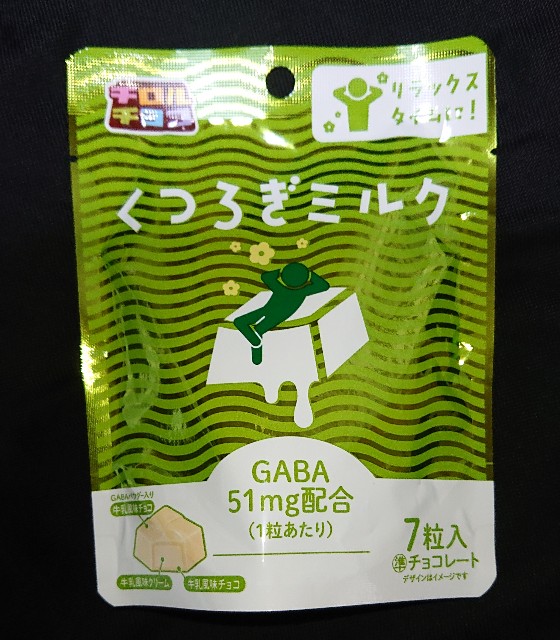 チロル
チョコ
リラックス
タイムに!
くつろぎミルク
GABA
51mg配合
(1粒あたり)
GABAパウダー入り
牛乳風味チョコ
牛乳風味クリーム
牛乳風味チョコ
7粒入
準チョコレート
デザインはイメージです